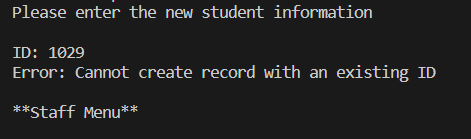 Please enter the new student information
ID: 1029
Error: Cannot create record with an existing ID
**Staff Menu**